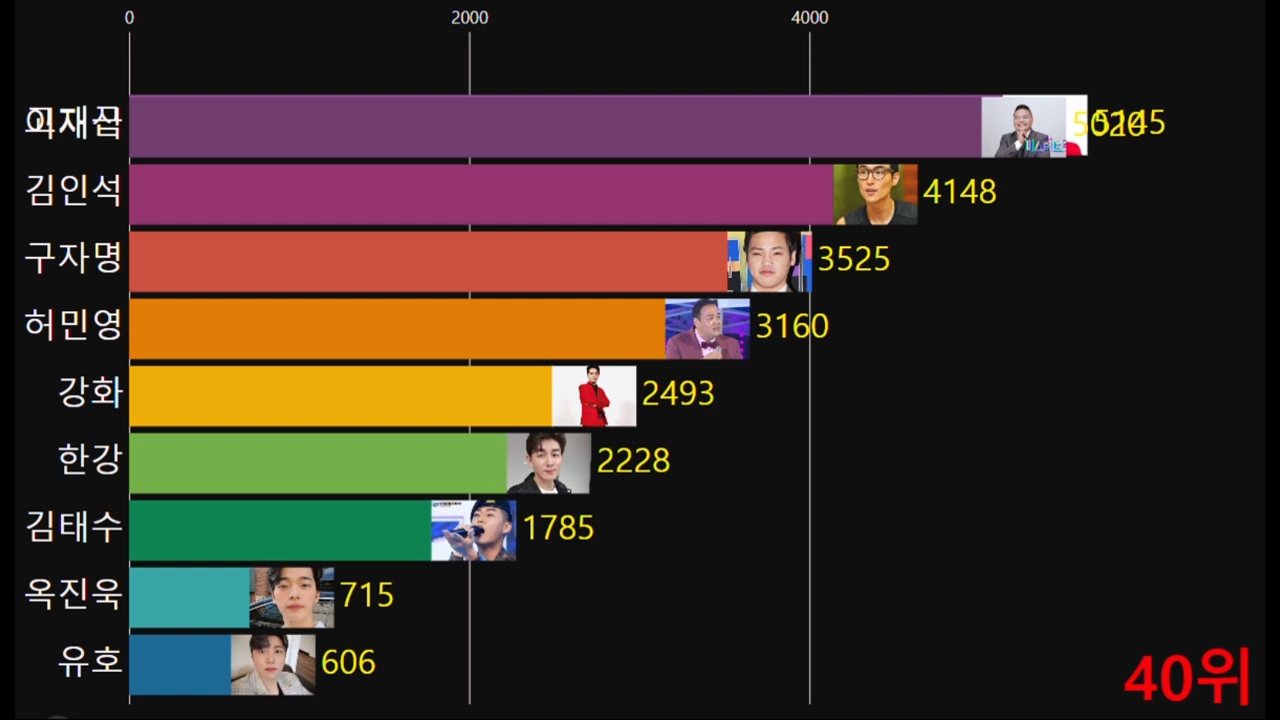 0 2000 4000
김인석 4148
구자명 3525
허민영 3160
강화 2493
한강 2228
김태수 1785
옥진욱 715
유호 606
40위